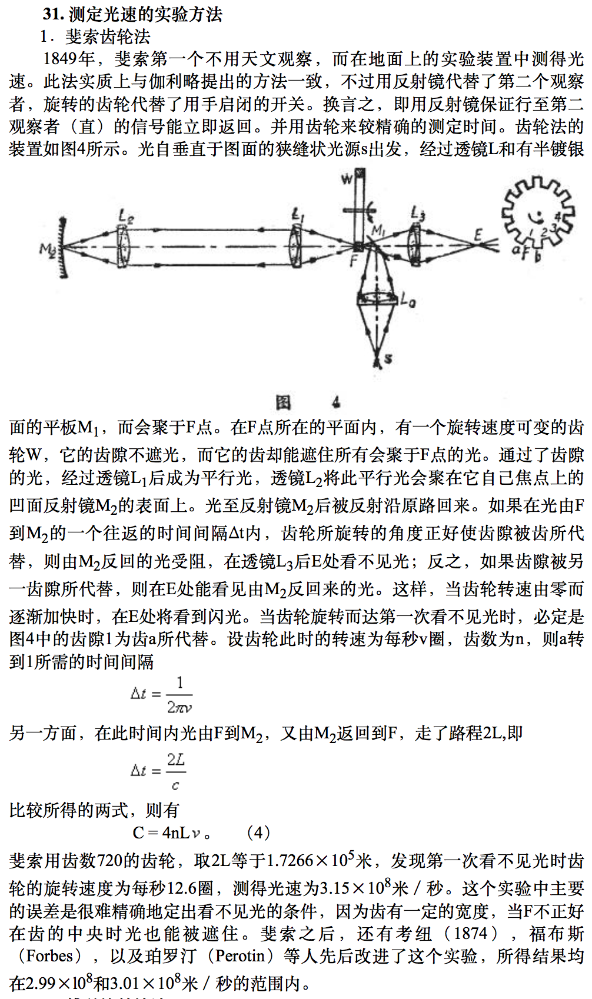 31. 测定光速的实验方法
1．斐索齿轮法
1849年，斐索第一个不用天文观察，而在地面上的实验装置中测得光
速。此法实质上与伽利略提出的方法一致，不过用反射镜代替了第二个观察
者，旋转的齿轮代替了用手启闭的开关。换言之，即用反射镜保证行至第二
观察者（直）的信号能立即返回。并用齿轮来较精确的测定时间。齿轮法的
装置如图4所示。光自垂直于图面的狭缝状光源s出发，经过透镜L和有半镀银
W
L₂
L₁
M₁
L₃
E
M₂
F
L₀
S
1 2 3 4
a F b
图 4
面的平板M₁，而会聚于F点。在F点所在的平面内，有一个旋转速度可变的齿
轮W，它的齿隙不遮光，而它的齿却能遮住所有会聚于F点的光。通过了齿隙
的光，经过透镜L₁后成为平行光，透镜L₂将此平行光会聚在它自己焦点上的
凹面反射镜M₂的表面上。光至反射镜M₂后被反射沿原路回来。如果在光由F
到M₂的一个往返的时间间隔Δt内，齿轮所旋转的角度正好使齿隙被齿所代
替，则由M₂反回的光受阻，在透镜L₃后E处看不见光；反之，如果齿隙被另
一齿隙所代替，则在E处能看见由M₂反回来的光。这样，当齿轮转速由零而
逐渐加快时，在E处将看到闪光。当齿轮旋转而达第一次看不见光时，必定是
图4中的齿隙1为齿a所代替。设齿轮此时的转速为每秒v圈，齿数为n，则a转
到1所需的时间间隔
Δt = 1/2πν
另一方面，在此时间内光由F到M₂，又由M₂返回到F，走了路程2L,即
Δt = 2L/c
比较所得的两式，则有
C = 4nLν。 （4）
斐索用齿数720的齿轮，取2L等于1.7266×10⁵米，发现第一次看不见光时齿
轮的旋转速度为每秒12.6圈，测得光速为3.15×10⁸米／秒。这个实验中主要
的误差是很难精确地定出看不见光的条件，因为齿有一定的宽度，当F不正好
在齿的中央时光也能被遮住。斐索之后，还有考纽（1874），福布斯
（Forbes），以及珀罗汀（Perotin）等人先后改进了这个实验，所得结果均
在2.99×l0⁸和3.01×10⁸米／秒的范围内。